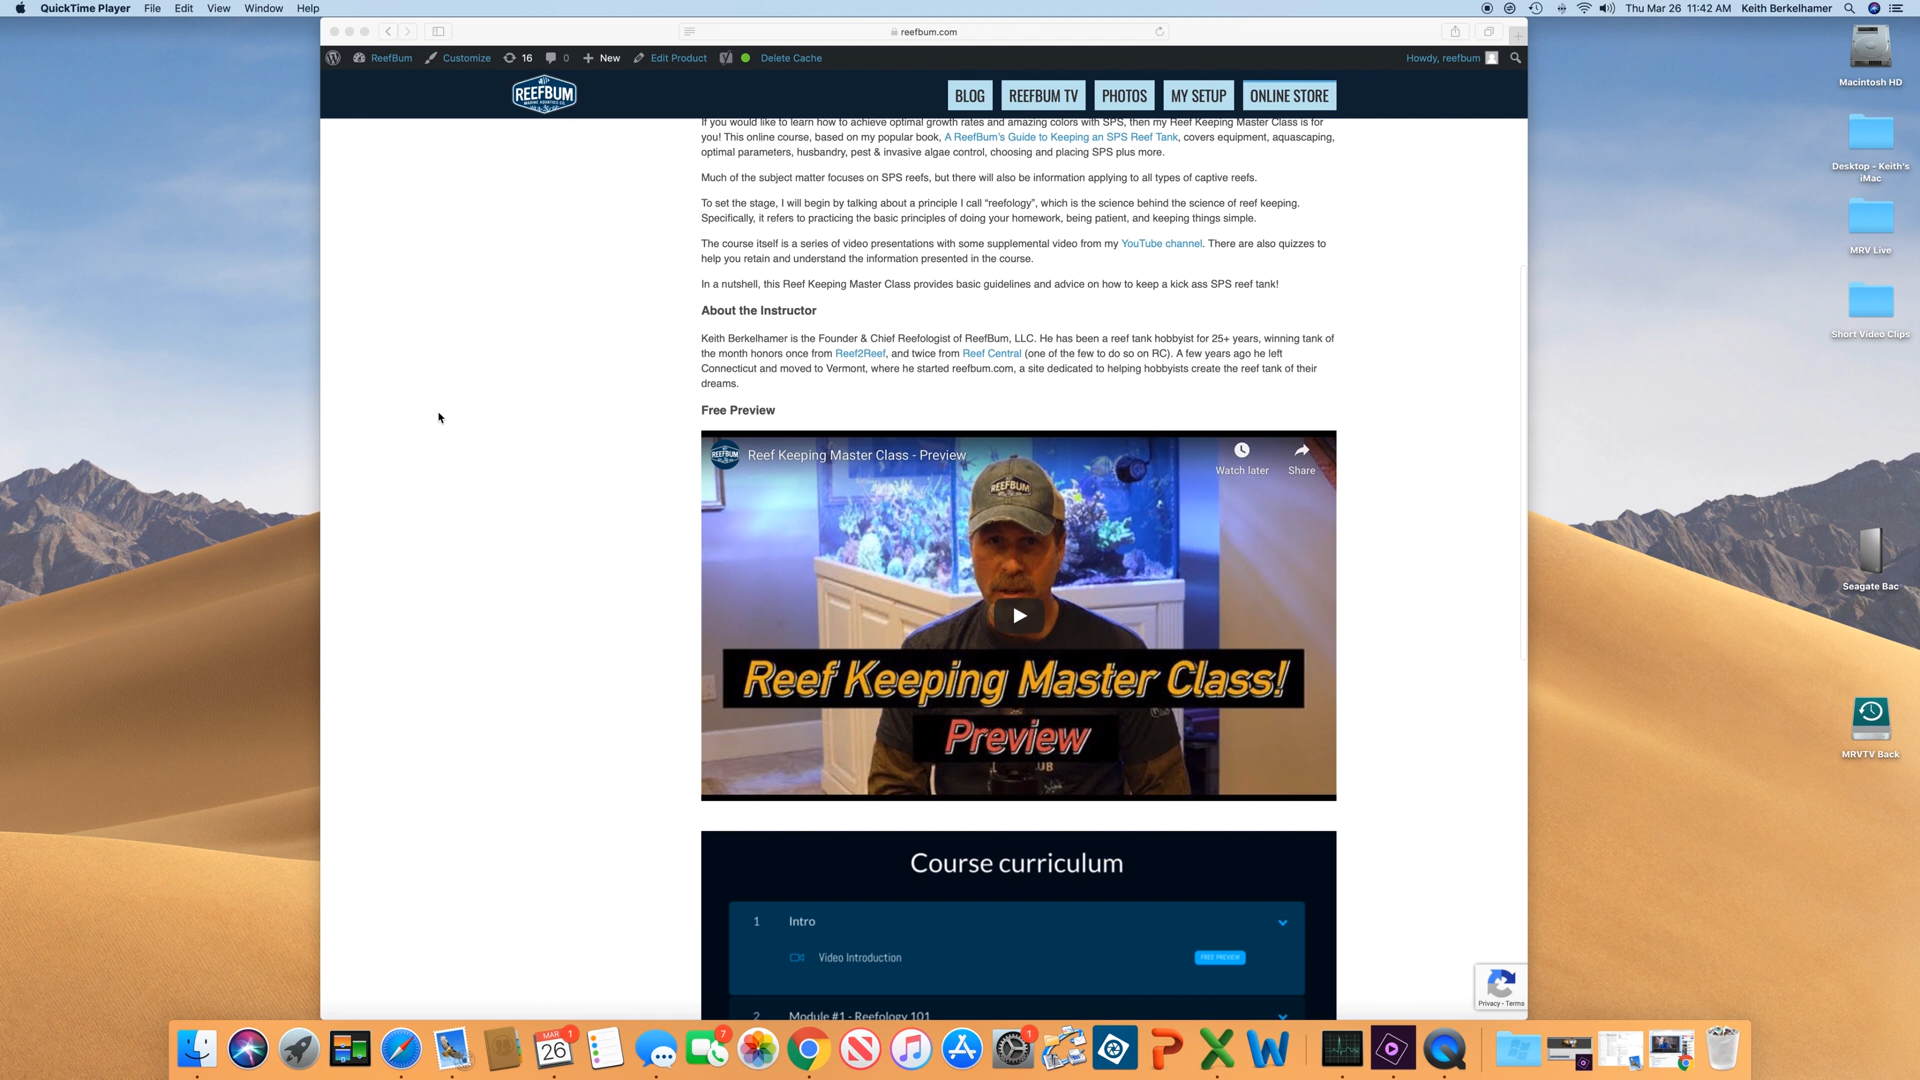 QuickTime Player File Edit View Window Help
Thu Mar 26 11:42 AM Keith Berkelhamer
reefbum.com
ReefBum Customize 16 0 New Edit Product Delete Cache
Howdy, reefbum
REEFBUM
BLOG REEFBUM TV PHOTOS MY SETUP ONLINE STORE
If you would like to learn how to achieve optimal growth rates and amazing colors with SPS, then my Reef Keeping Master Class is for
you! This online course, based on my popular book, A ReefBum's Guide to Keeping an SPS Reef Tank, covers equipment, aquascaping,
optimal parameters, husbandry, pest & invasive algae control, choosing and placing SPS plus more.
Much of the subject matter focuses on SPS reefs, but there will also be information applying to all types of captive reefs.
To set the stage, I will begin by talking about a principle I call “reefology”, which is the science behind the science of reef keeping.
Specifically, it refers to practicing the basic principles of doing your homework, being patient, and keeping things simple.
The course itself is a series of video presentations with some supplemental video from my YouTube channel. There are also quizzes to
help you retain and understand the information presented in the course.
In a nutshell, this Reef Keeping Master Class provides basic guidelines and advice on how to keep a kick ass SPS reef tank!
About the Instructor
Keith Berkelhamer is the Founder & Chief Reefologist of ReefBum, LLC. He has been a reef tank hobbyist for 25+ years, winning tank of
the month honors once from Reef2Reef, and twice from Reef Central (one of the few to do so on RC). A few years ago he left
Connecticut and moved to Vermont, where he started reefbum.com, a site dedicated to helping hobbyists create the reef tank of their
dreams.
Free Preview
REEFBUM
Reef Keeping Master Class - Preview
Watch later Share
REEFBUM
Reef Keeping Master Class!
Preview
UB
Course curriculum
1 Intro
Video Introduction
FREE PREVIEW
2 Module #1 - Reefology 101
Privacy - Terms
Macintosh HD
Desktop - Keith's
iMac
MRV Live
Short Video Clips
Seagate Bac
MRVTV Back
MAR
26
1
7
1